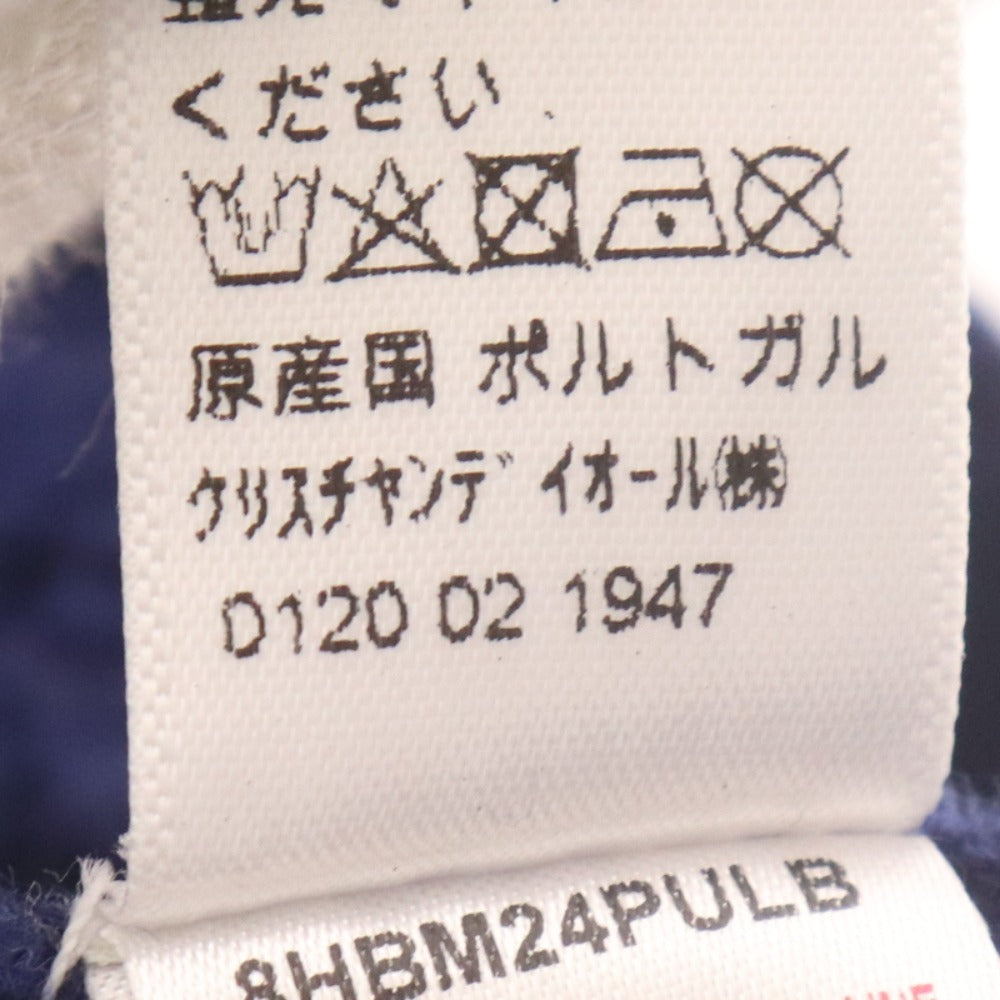 ください
原産国 ポルトガル
クリスチャンディオール㈱
0120 02 1947
8HBM24PULB